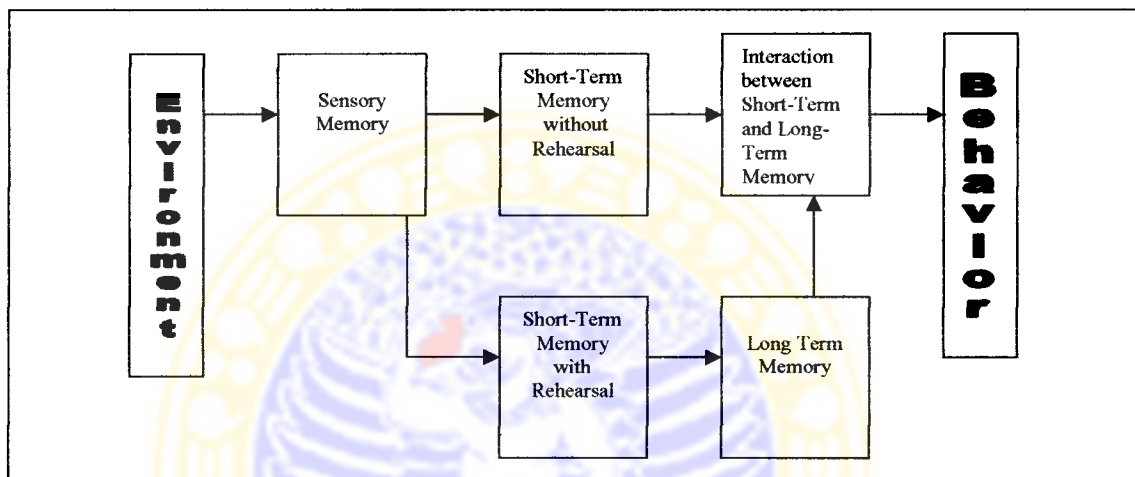 Environment
Sensory
Memory
Short-Term
Memory
without
Rehearsal
Interaction
between
Short-Term
and Long-
Term
Memory
Behavior
Short-Term
Memory
with
Rehearsal
Long Term
Memory